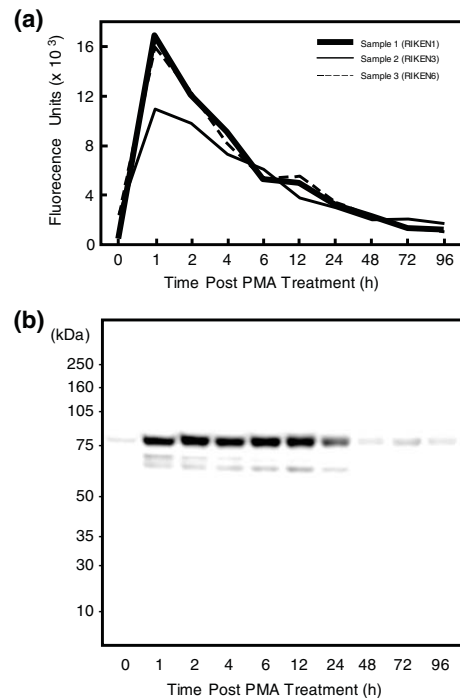 (a)
16
12
8
4
0
Fluorecence Units (x 10 3)
Sample 1 (RIKEN1)
Sample 2 (RIKEN3)
Sample 3 (RIKEN6)
0 1 2 4 6 12 24 48 72 96
Time Post PMA Treatment (h)
(b)
(kDa)
250
160
105
75
50
35
30
10
0 1 2 4 6 12 24 48 72 96
Time Post PMA Treatment (h)